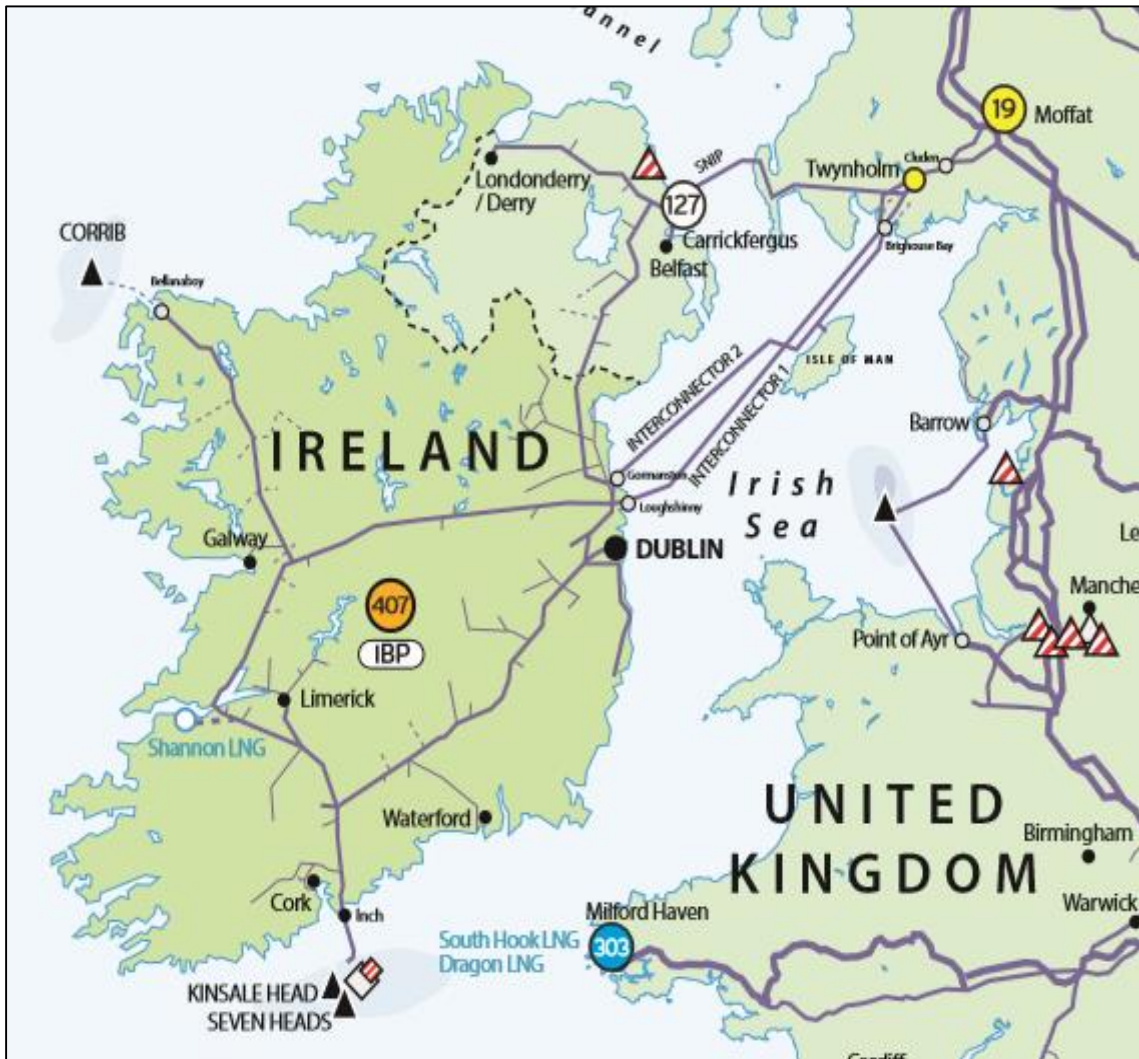 annel
19
Moffat
Cluden
Twynholm
SNIP
127
Londonderry
/ Derry
Carrickfergus
Belfast
Brighouse Bay
CORRIB
Bellanaboy
ISLE OF MAN
INTERCONNECTOR 2
INTERCONNECTOR 1
Barrow
IRELAND
Gormanston
Loughshinny
Irish
Sea
Galway
DUBLIN
Le
Manche
407
IBP
Point of Ayr
Limerick
Shannon LNG
UNITED
KINGDOM
Waterford
Birmingham
Cork
Inch
Milford Haven
Warwick
303
South Hook LNG
Dragon LNG
KINSALE HEAD
SEVEN HEADS
Cardiff